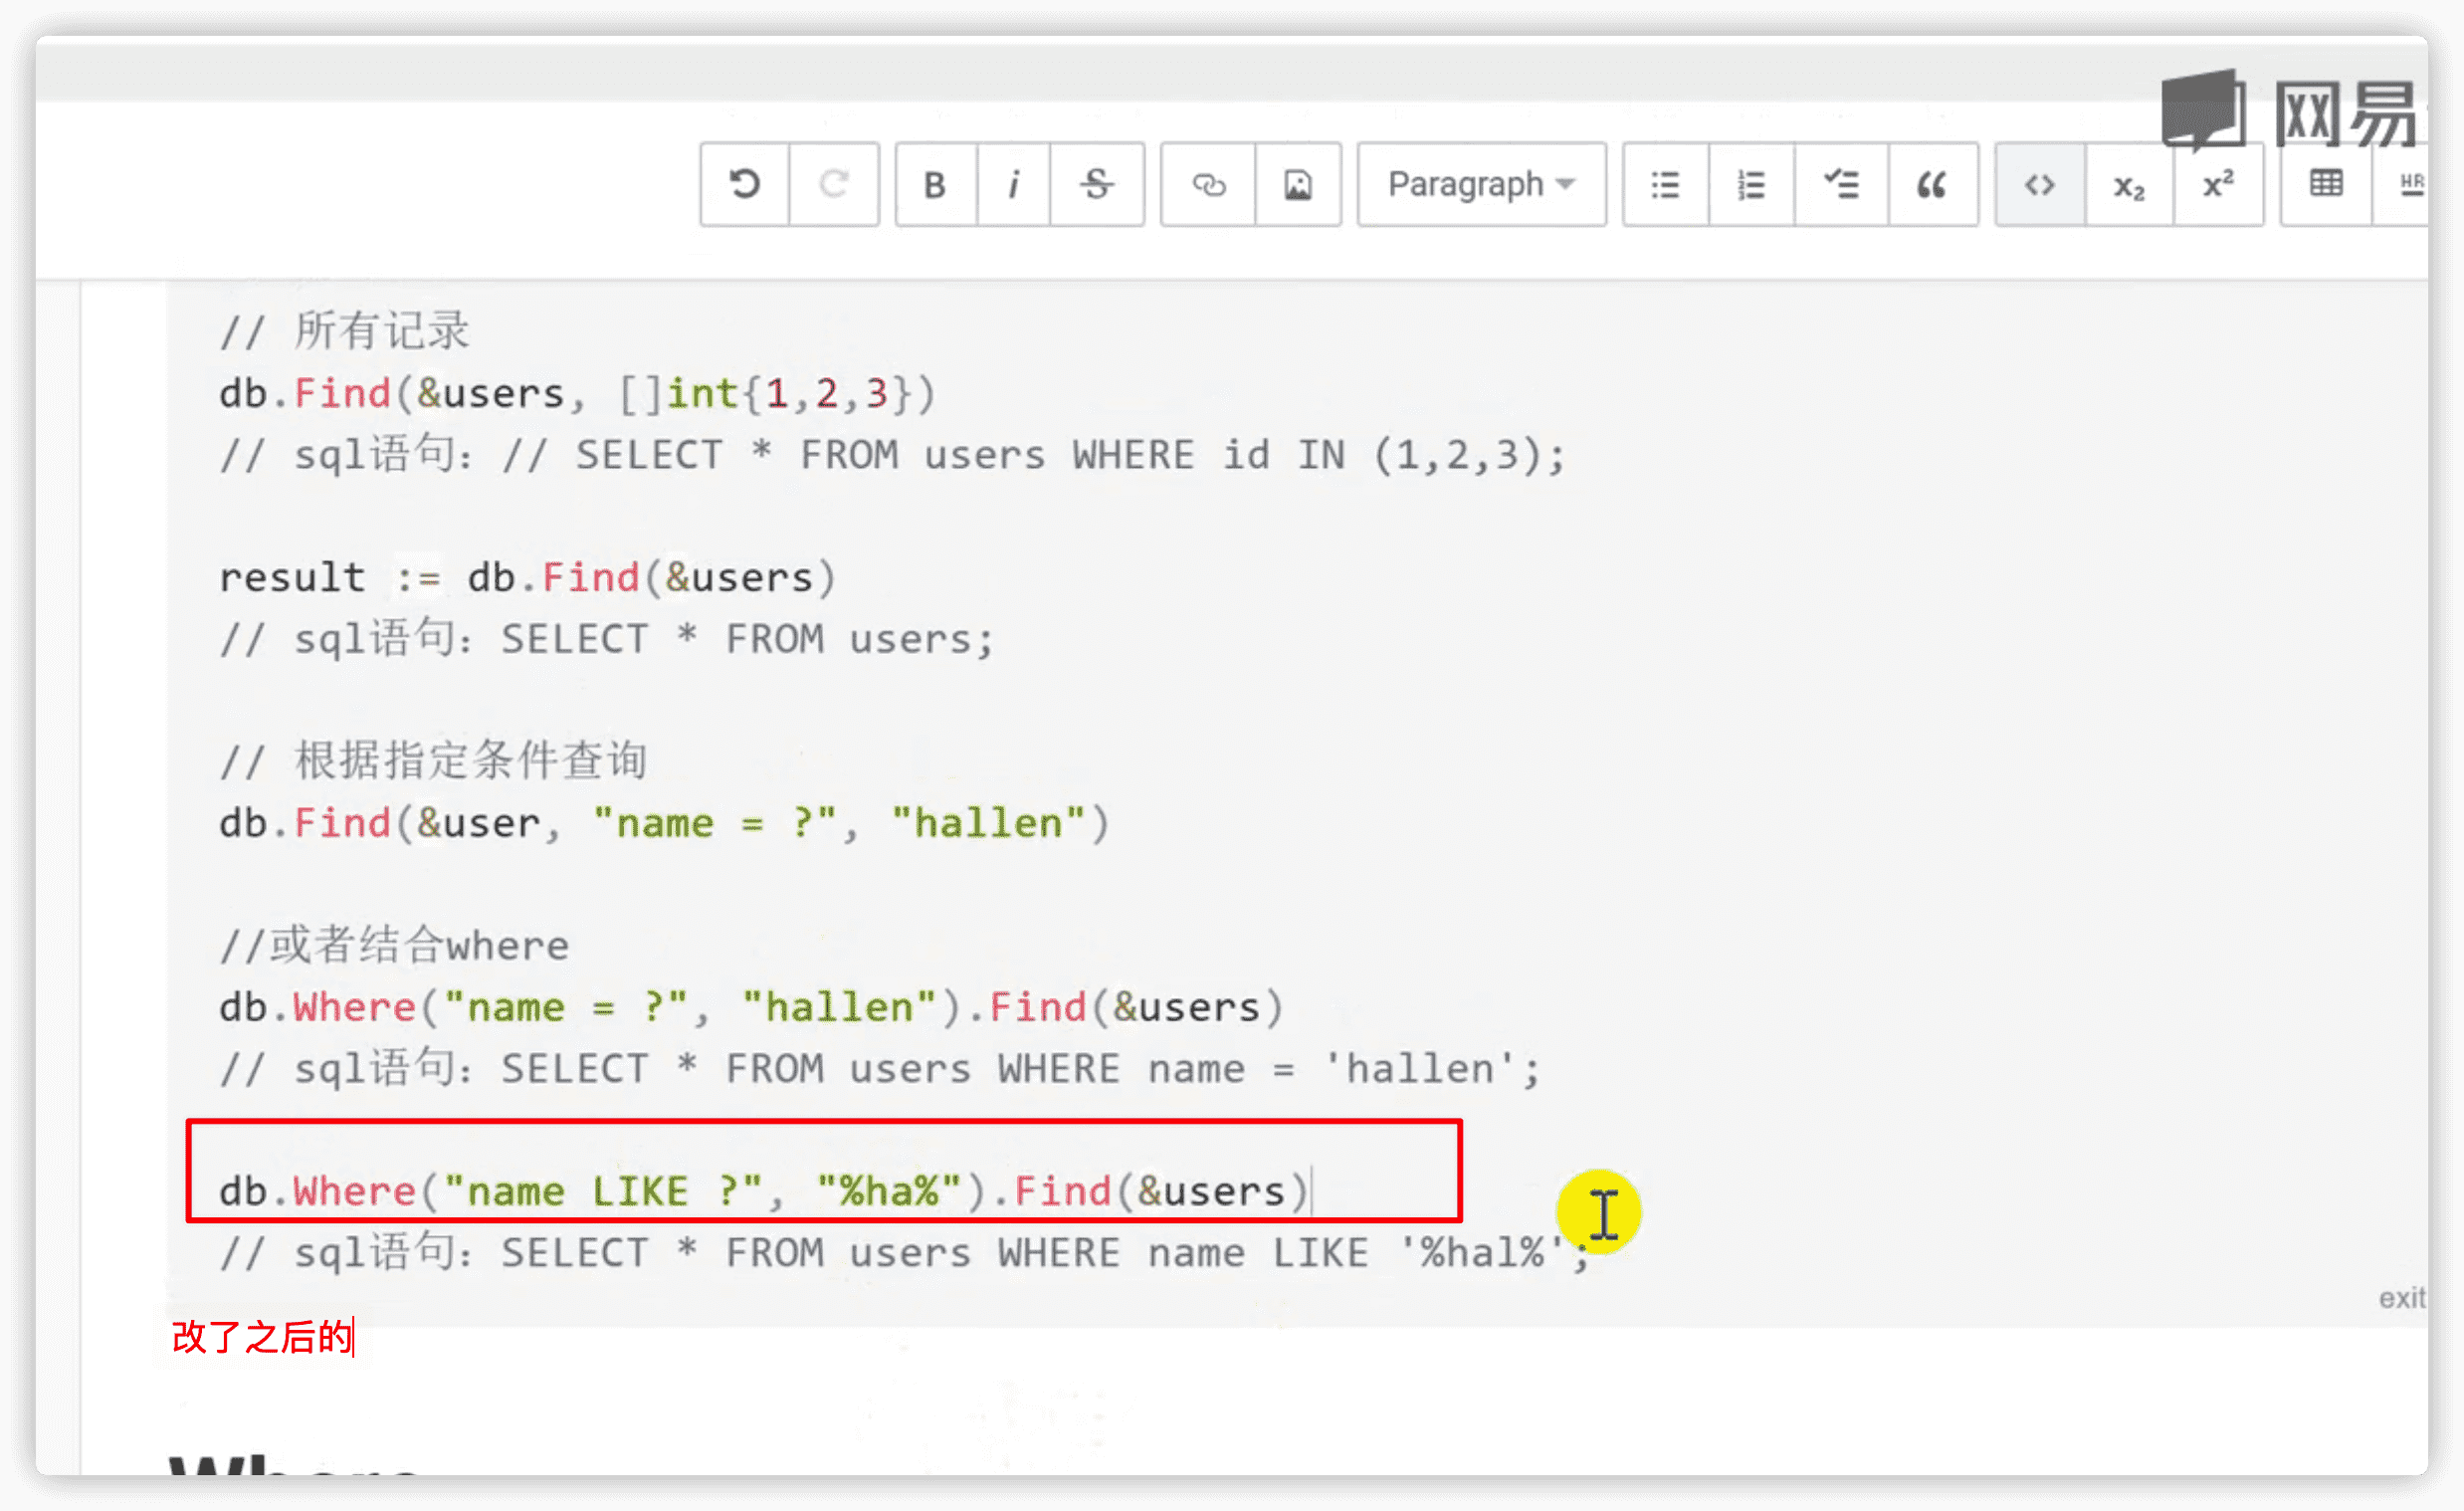 网易
B i S Paragraph “ <> x₂ x² HR
// 所有记录
db.Find(&users, []int{1,2,3})
// sql语句：// SELECT * FROM users WHERE id IN (1,2,3);
result := db.Find(&users)
// sql语句：SELECT * FROM users;
// 根据指定条件查询
db.Find(&user, "name = ?", "hallen")
//或者结合where
db.Where("name = ?", "hallen").Find(&users)
// sql语句：SELECT * FROM users WHERE name = 'hallen';
db.Where("name LIKE ?", "%ha%").Find(&users)
// sql语句：SELECT * FROM users WHERE name LIKE '%hal%';
exit
改了之后的
Where